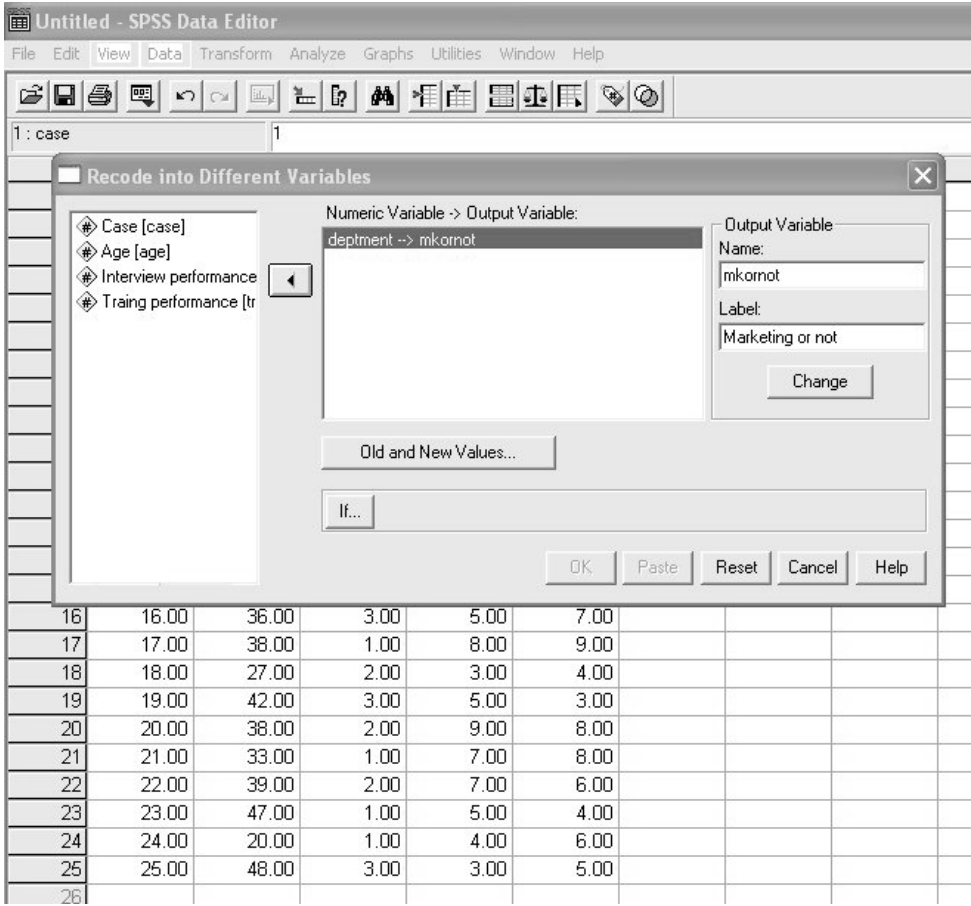 Untitled - SPSS Data Editor
File Edit View Data Transform Analyze Graphs Utilities Window Help
1 : case 1
Recode into Different Variables
Case [case]
Age [age]
Interview performance
Traing performance [tr
Numeric Variable -> Output Variable:
deptment --> mkornot
Output Variable
Name:
mkornot
Label:
Marketing or not
Change
Old and New Values...
If...
OK Paste Reset Cancel Help
16 16.00 36.00 3.00 5.00 7.00
17 17.00 38.00 1.00 8.00 9.00
18 18.00 27.00 2.00 3.00 4.00
19 19.00 42.00 3.00 5.00 3.00
20 20.00 38.00 2.00 9.00 8.00
21 21.00 33.00 1.00 7.00 8.00
22 22.00 39.00 2.00 7.00 6.00
23 23.00 47.00 1.00 5.00 4.00
24 24.00 20.00 1.00 4.00 6.00
25 25.00 48.00 3.00 3.00 5.00
26